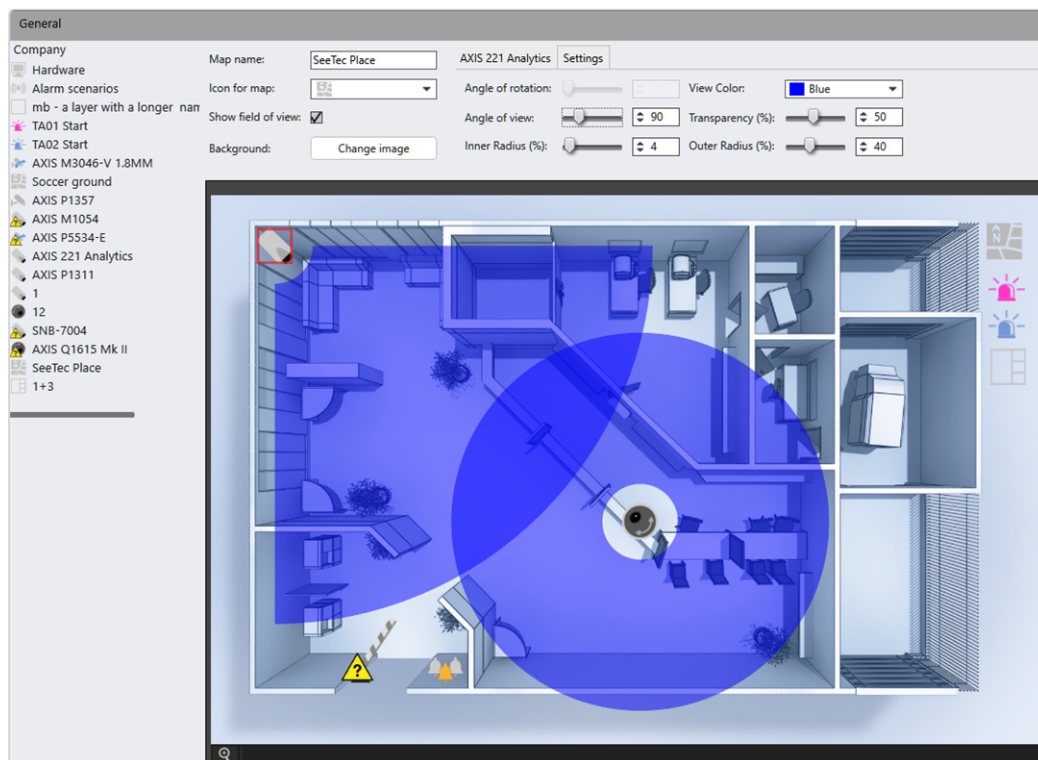 General
Company
Hardware
Alarm scenarios
mb - a layer with a longer nam
TA01 Start
TA02 Start
AXIS M3046-V 1.8MM
Soccer ground
AXIS P1357
AXIS M1054
AXIS P5534-E
AXIS 221 Analytics
AXIS P1311
1
12
SNB-7004
AXIS Q1615 Mk II
SeeTec Place
1+3
Map name: SeeTec Place
Icon for map:
Show field of view:
Background: Change image
AXIS 221 Analytics Settings
Angle of rotation: View Color: Blue
Angle of view: 90 Transparency (%): 50
Inner Radius (%): 4 Outer Radius (%): 40
N
?